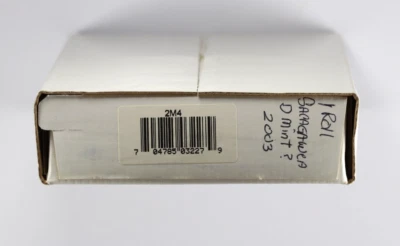 2M4
7 04785 03227 9
1 Roll
SACAGAWEA
D Mint ?
2003